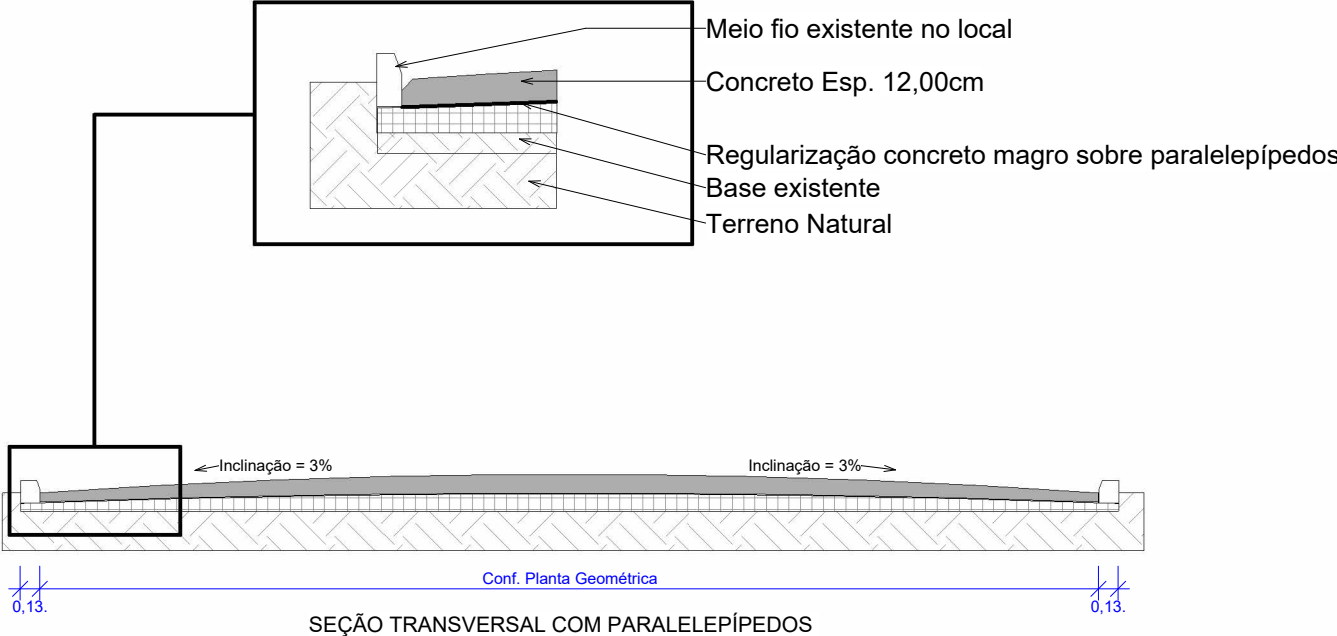 Meio fio existente no local
Concreto Esp. 12,00cm
Regularização concreto magro sobre paralelepípedos
Base existente
Terreno Natural
Inclinação = 3%
Inclinação = 3%
Conf. Planta Geométrica
0,13.
0,13.
SEÇÃO TRANSVERSAL COM PARALELEPÍPEDOS